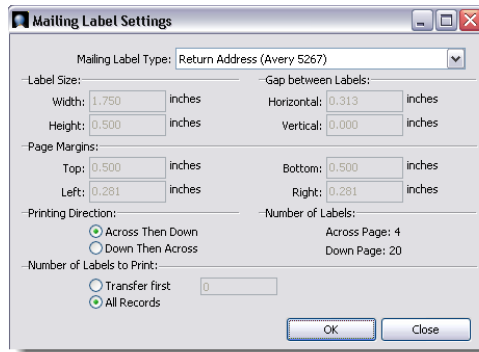 Mailing Label Settings
Mailing Label Type: Return Address (Avery 5267)
Label Size: Gap between Labels:
Width: 1.750 inches Horizontal: 0.313 inches
Height: 0.500 inches Vertical: 0.000 inches
Page Margins:
Top: 0.500 inches Bottom: 0.500 inches
Left: 0.281 inches Right: 0.281 inches
Printing Direction: Number of Labels:
Across Then Down Across Page: 4
Down Then Across Down Page: 20
Number of Labels to Print:
Transfer first 0
All Records
OK Close